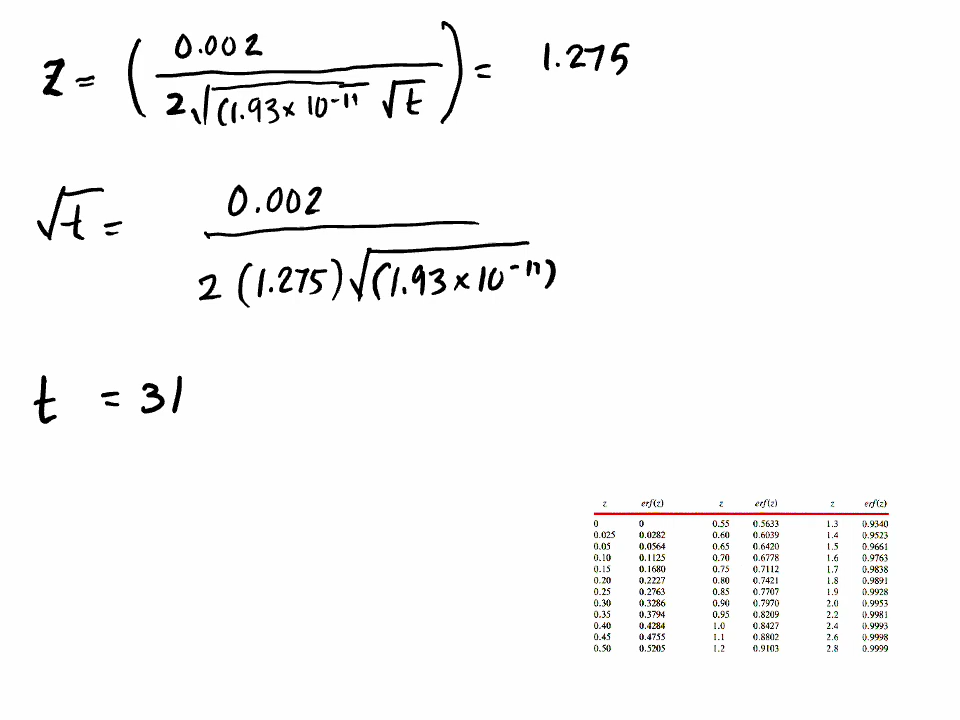 z = ( 0.002 / 2√(1.93 × 10⁻¹¹ √t ) = 1.275
√t = 0.002 / 2 (1.275) √(1.93 × 10⁻¹¹)
t = 31
z erf(z) z erf(z) z erf(z)
0 0 0.55 0.5633 1.3 0.9340
0.025 0.0282 0.60 0.6039 1.4 0.9523
0.05 0.0564 0.65 0.6420 1.5 0.9661
0.10 0.1125 0.70 0.6778 1.6 0.9763
0.15 0.1680 0.75 0.7112 1.7 0.9838
0.20 0.2227 0.80 0.7421 1.8 0.9891
0.25 0.2763 0.85 0.7707 1.9 0.9928
0.30 0.3286 0.90 0.7970 2.0 0.9953
0.35 0.3794 0.95 0.8209 2.2 0.9981
0.40 0.4284 1.0 0.8427 2.4 0.9993
0.45 0.4755 1.1 0.8802 2.6 0.9998
0.50 0.5205 1.2 0.9103 2.8 0.9999